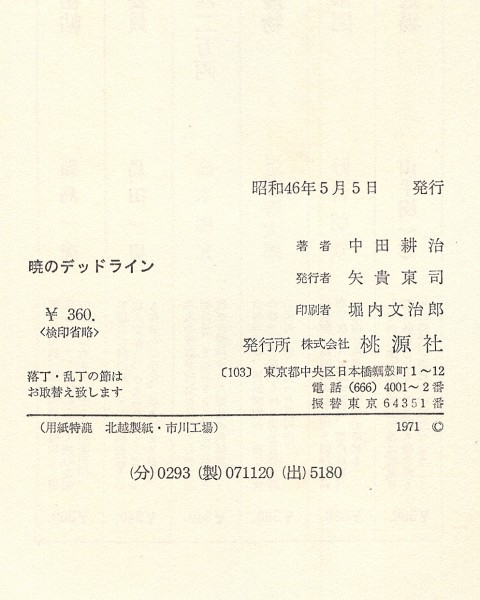 昭和46年5月5日　発行
著者　中田耕治
発行者　矢貴東司
印刷者　堀内文治郎
発行所　株式会社　桃源社
〔103〕　東京都中央区日本橋蠣殻町1～12
電話 (666) 4001～2番
振替東京64351番
暁のデッドライン
￥ 360.
〈検印省略〉
落丁・乱丁の節は
お取替え致します
（用紙特漉　北越製紙・市川工場）
1971 ©
(分)0293 (製)071120 (出)5180